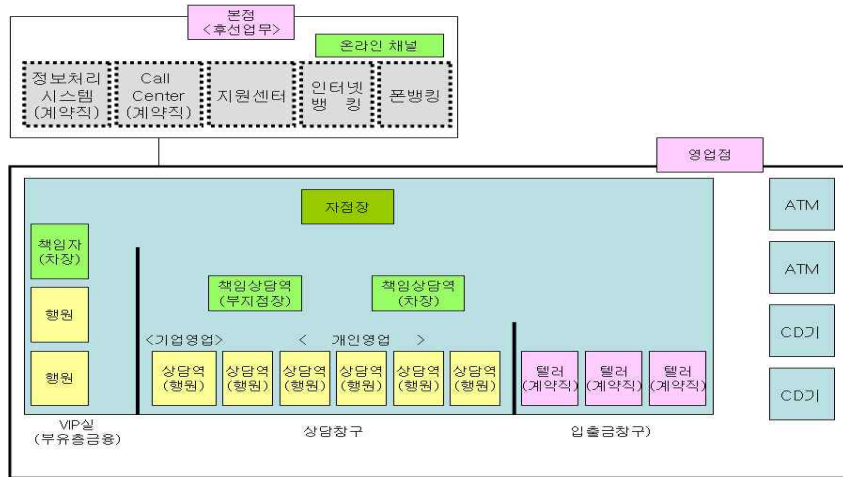 본점
<후선업무>
온라인 채널
정보처리
시스템
(계약직)
Call
Center
(계약직)
지원센터
인터넷
뱅 킹
폰뱅킹
영업점
자점장
ATM
책임자
(차장)
책임상담역
(부지점장)
책임상담역
(차장)
ATM
행원
<기업영업>
< 개인영업 >
CD기
행원
상담역
(행원)
상담역
(행원)
상담역
(행원)
상담역
(행원)
상담역
(행원)
상담역
(행원)
텔러
(계약직)
텔러
(계약직)
텔러
(계약직)
CD기
VIP실
(부유층금융)
상담창구
입출금창구)